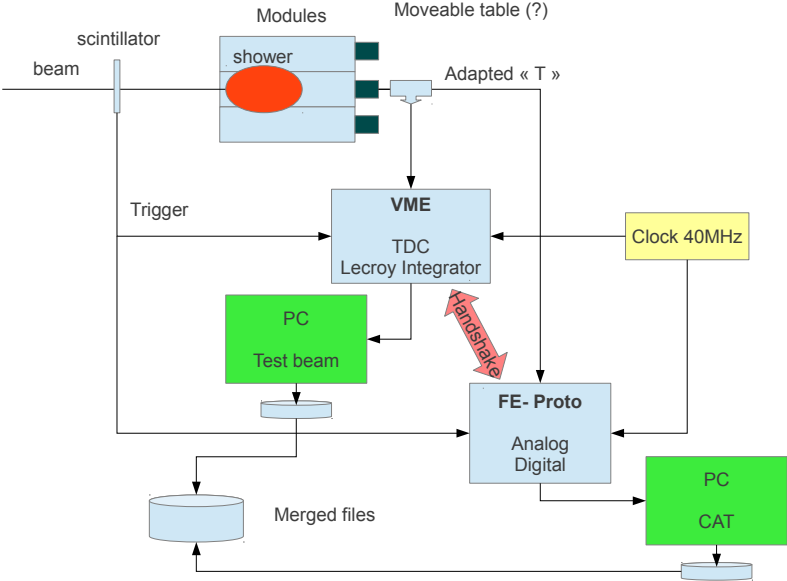 Modules
Moveable table (?)
scintillator
beam
shower
Adapted « T »
Trigger
VME
TDC
Lecroy Integrator
Clock 40MHz
Handshake
PC
Test beam
FE- Proto
Analog
Digital
PC
CAT
Merged files